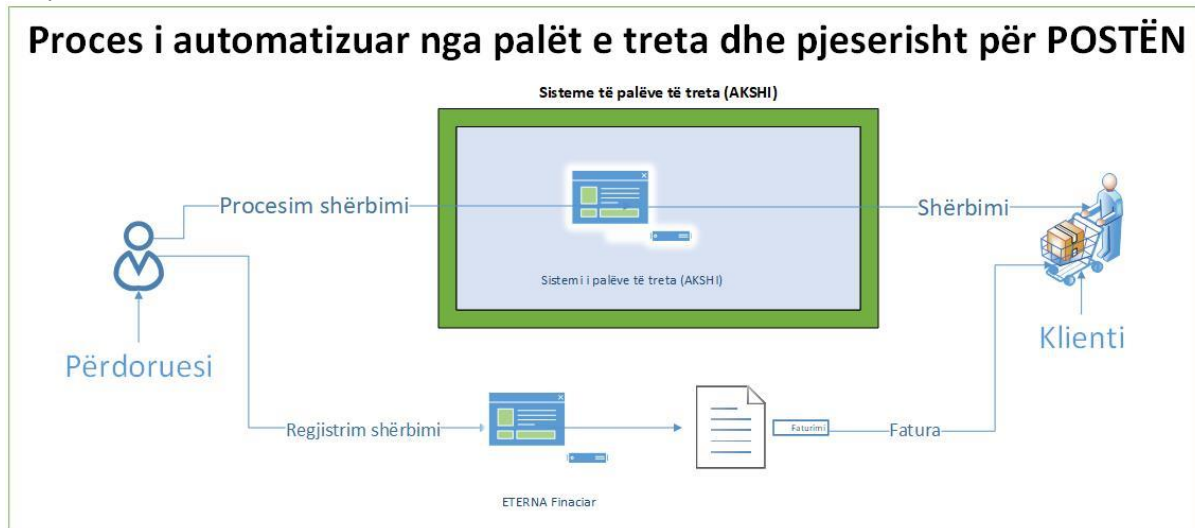 Proces i automatizuar nga palët e treta dhe pjeserisht për POSTËN
Sisteme të palëve të treta (AKSHI)
Procesim shërbimi
Shërbimi
Sistemi i palëve të treta (AKSHI)
Përdoruesi
Klienti
Regjistrim shërbimi
Faturimi
Fatura
ETERNA Finaciar